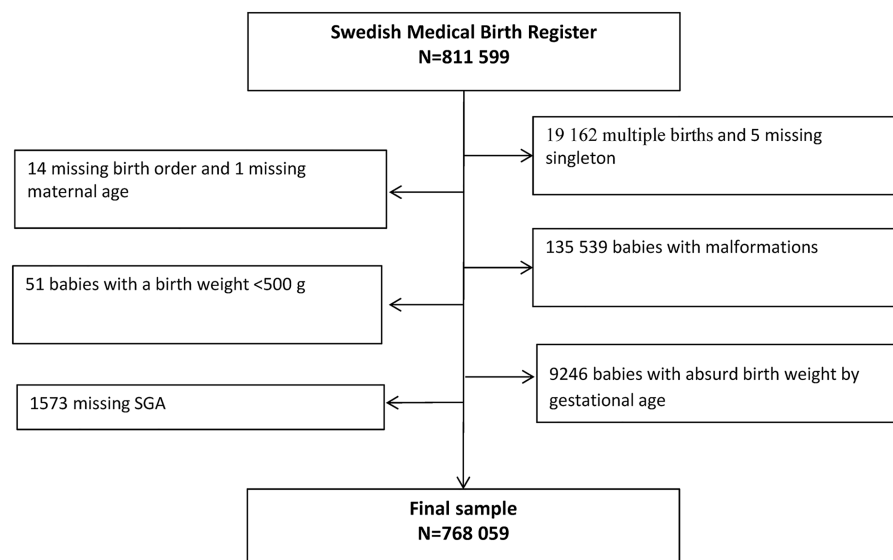 Swedish Medical Birth Register
N=811 599
19 162 multiple births and 5 missing
singleton
14 missing birth order and 1 missing
maternal age
135 539 babies with malformations
51 babies with a birth weight <500 g
9246 babies with absurd birth weight by
gestational age
1573 missing SGA
Final sample
N=768 059